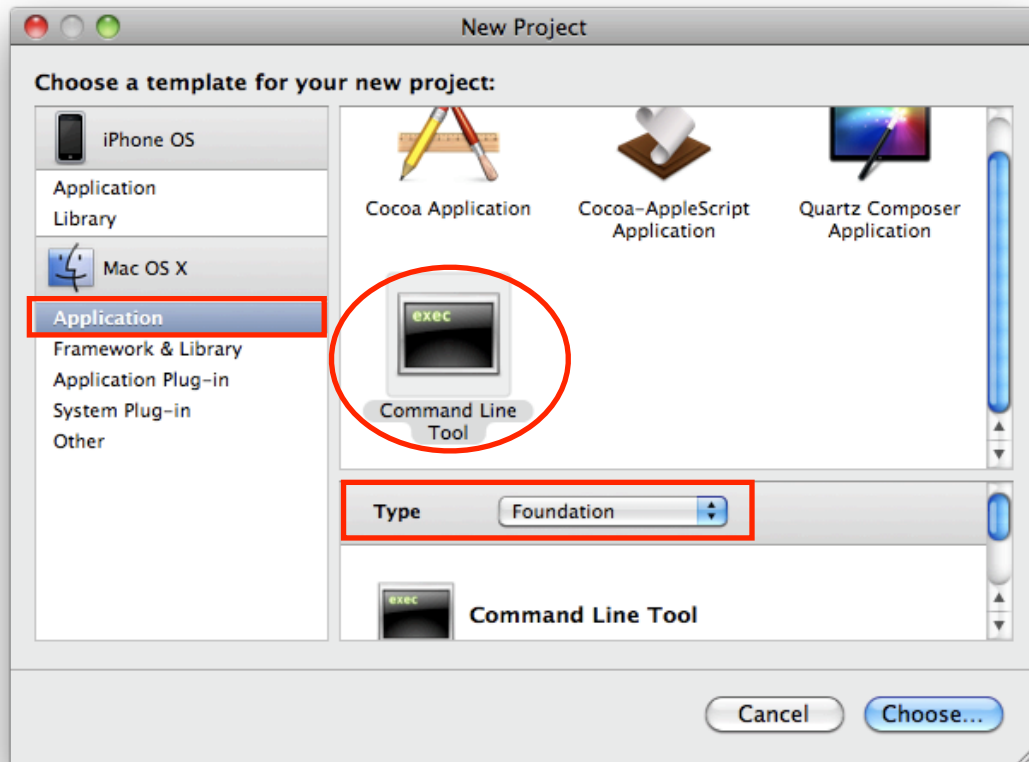 New Project
Choose a template for your new project:
iPhone OS
Application
Library
Mac OS X
Application
Framework & Library
Application Plug-in
System Plug-in
Other
Cocoa Application
Cocoa-AppleScript
Application
Quartz Composer
Application
exec
Command Line
Tool
Type
Foundation
exec
Command Line Tool
Cancel
Choose...